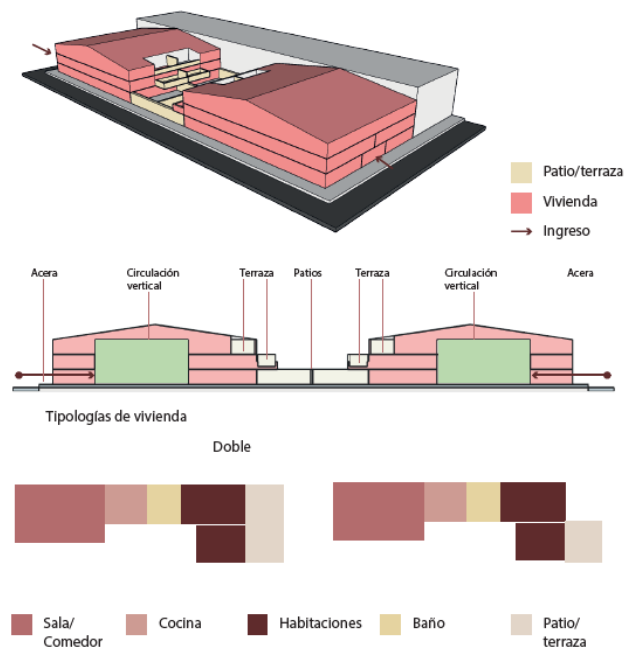 Patio/terraza
Vivienda
Ingreso
Acera
Circulación
vertical
Terraza
Patios
Terraza
Circulación
vertical
Acera
Tipologías de vivienda
Doble
Sala/
Comedor
Cocina
Habitaciones
Baño
Patio/
terraza